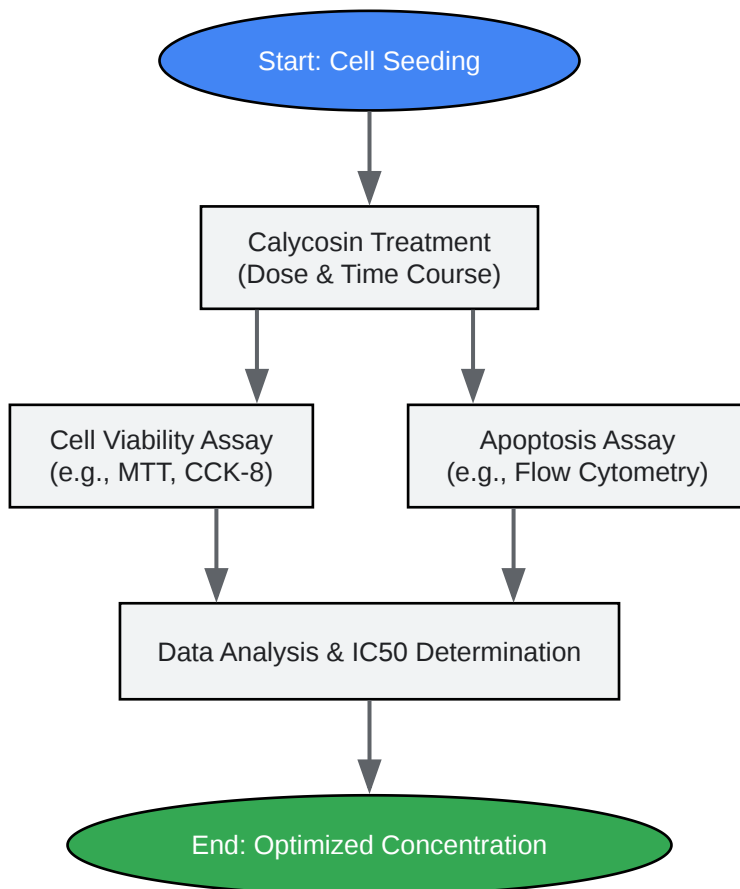 Start: Cell Seeding
Calycosin Treatment
(Dose & Time Course)
Cell Viability Assay
(e.g., MTT, CCK-8)
Apoptosis Assay
(e.g., Flow Cytometry)
Data Analysis & IC50 Determination
End: Optimized Concentration